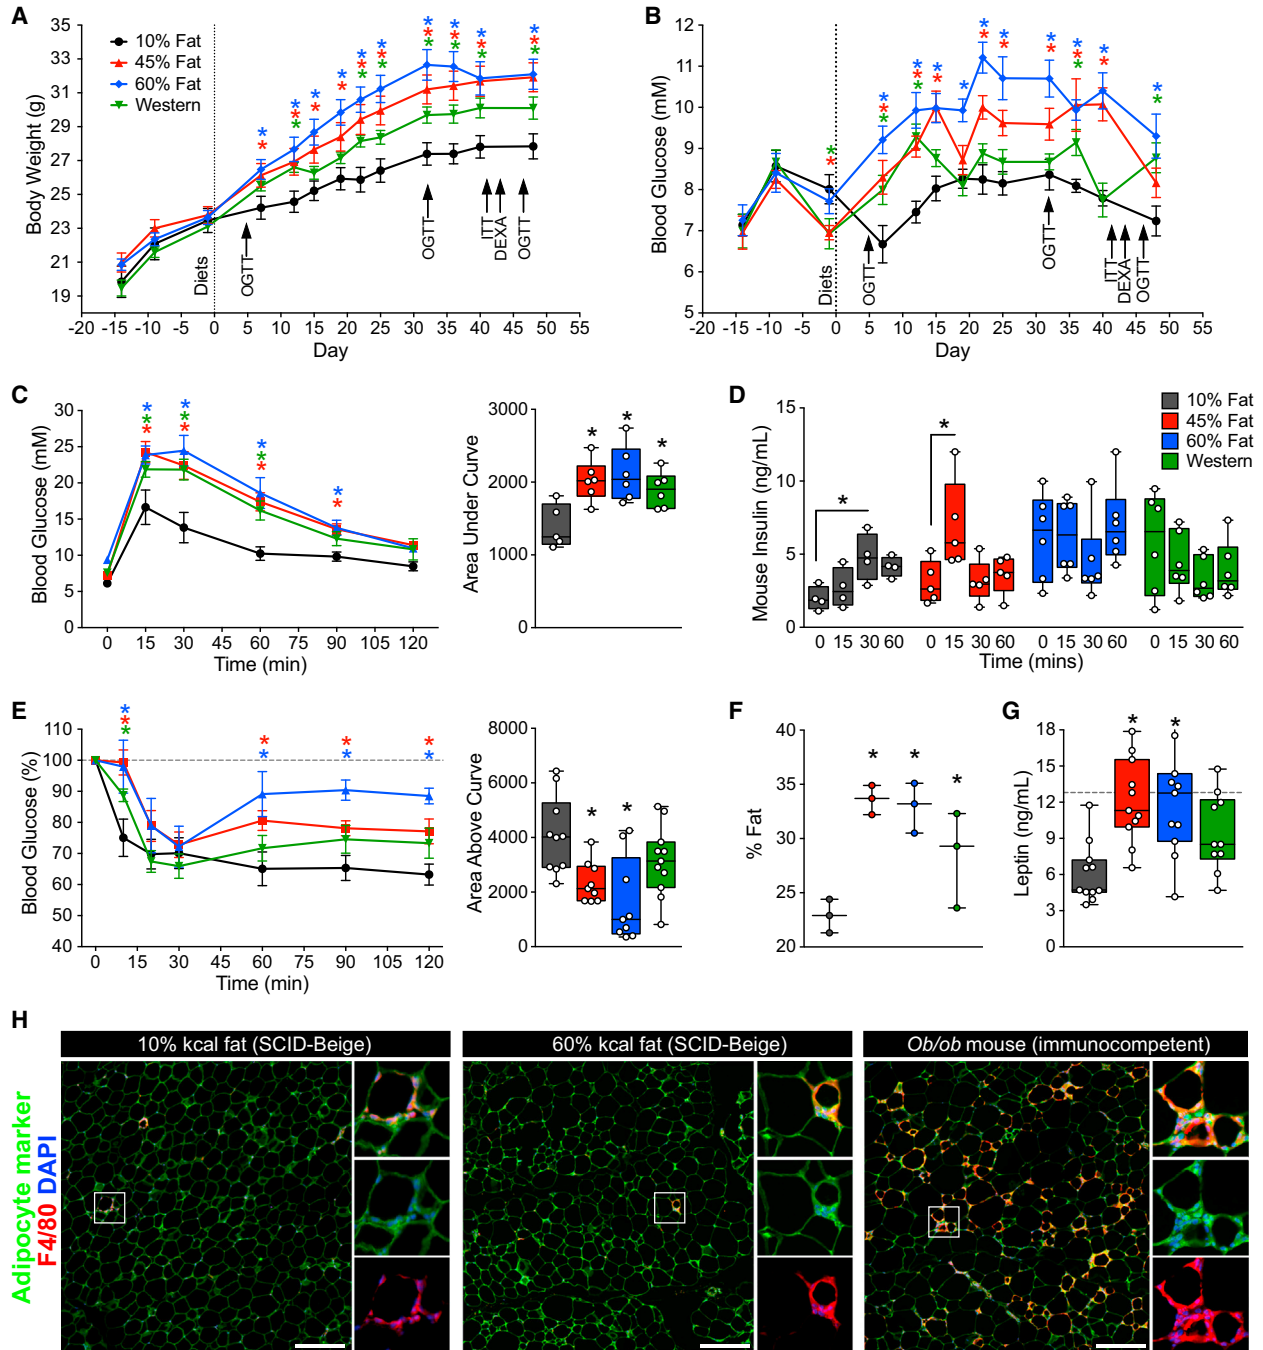 A
35
33
31
29
27
25
23
21
19
Body Weight (g)
10% Fat
45% Fat
60% Fat
Western
Diets
OGTT
OGTT
ITT
DEXA
OGTT
-20 -15 -10 -5 0 5 10 15 20 25 30 35 40 45 50 55
Day
B
12
11
10
9
8
7
6
5
Blood Glucose (mM)
Diets
OGTT
OGTT
ITT
DEXA
OGTT
-20 -15 -10 -5 0 5 10 15 20 25 30 35 40 45 50 55
Day
C
30
25
20
15
10
5
0
Blood Glucose (mM)
0 15 30 45 60 75 90 105 120
Time (min)
3000
2000
1000
0
Area Under Curve
D
15
10
5
0
Mouse Insulin (ng/mL)
10% Fat
45% Fat
60% Fat
Western
0 15 30 60 0 15 30 60 0 15 30 60 0 15 30 60
Time (mins)
E
110
100
90
80
70
60
50
40
Blood Glucose (%)
0 15 30 45 60 75 90 105 120
Time (min)
8000
6000
4000
2000
0
Area Above Curve
F
40
35
30
25
20
% Fat
G
18
15
12
9
6
3
0
Leptin (ng/mL)
H
10% kcal fat (SCID-Beige)
60% kcal fat (SCID-Beige)
Ob/ob mouse (immunocompetent)
Adipocyte marker
F4/80 DAPI